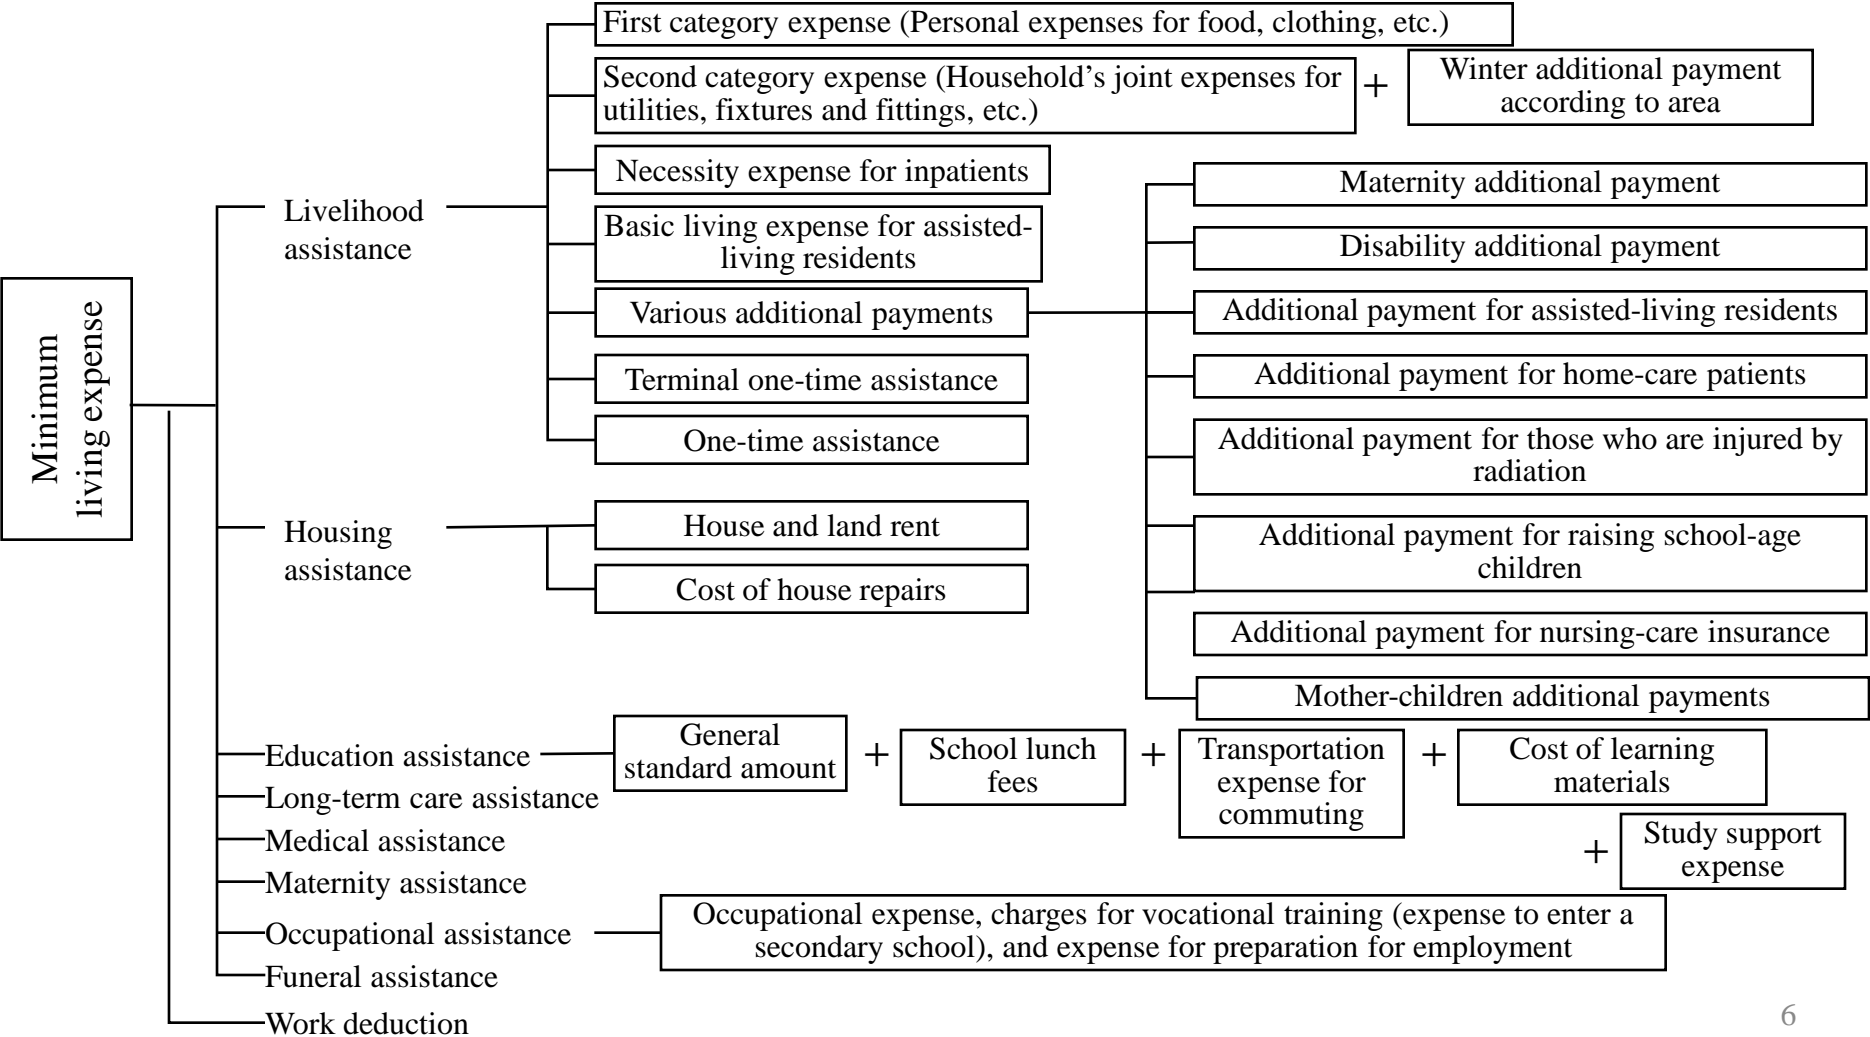 Minimum
living expense
Livelihood
assistance
First category expense (Personal expenses for food, clothing, etc.)
Second category expense (Household’s joint expenses for
utilities, fixtures and fittings, etc.)
+
Winter additional payment
according to area
Necessity expense for inpatients
Basic living expense for assisted-
living residents
Various additional payments
Terminal one-time assistance
One-time assistance
Maternity additional payment
Disability additional payment
Additional payment for assisted-living residents
Additional payment for home-care patients
Additional payment for those who are injured by
radiation
Additional payment for raising school-age
children
Additional payment for nursing-care insurance
Mother-children additional payments
Housing
assistance
House and land rent
Cost of house repairs
Education assistance
General
standard amount
+
School lunch
fees
+
Transportation
expense for
commuting
+
Cost of learning
materials
+
Study support
expense
Long-term care assistance
Medical assistance
Maternity assistance
Occupational assistance
Occupational expense, charges for vocational training (expense to enter a
secondary school), and expense for preparation for employment
Funeral assistance
Work deduction
6